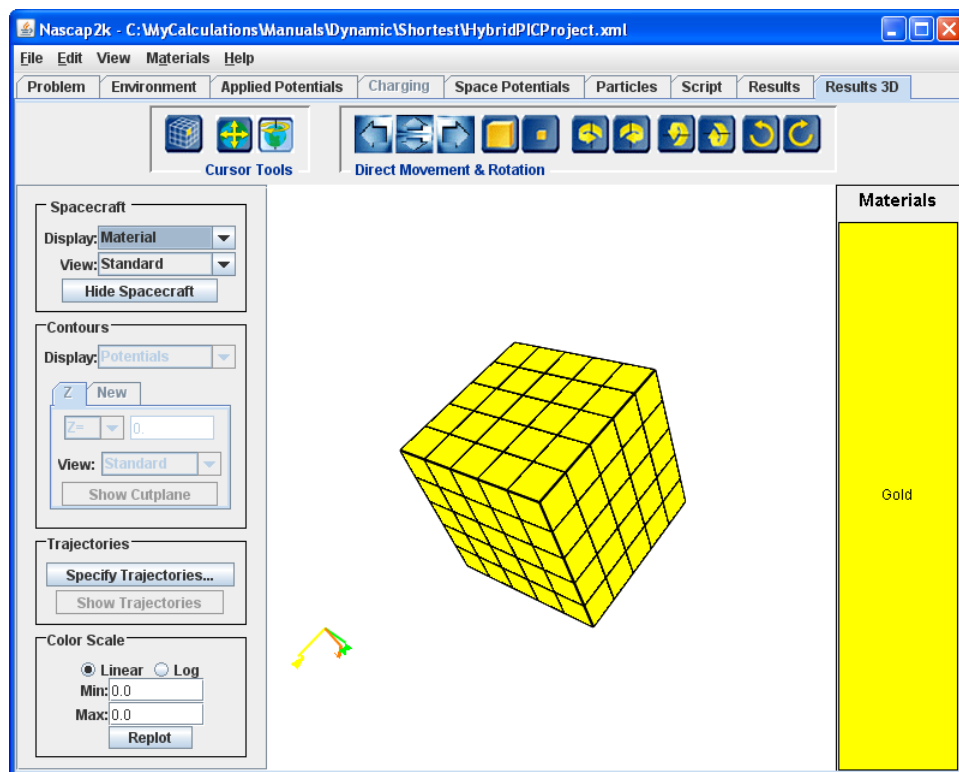 Nascap2k - C:\MyCalculations\Manuals\Dynamic\Shortest\HybridPICProject.xml
File Edit View Materials Help
Problem Environment Applied Potentials Charging Space Potentials Particles Script Results Results 3D
Cursor Tools Direct Movement & Rotation
Spacecraft
Display: Material
View: Standard
Hide Spacecraft
Contours
Display: Potentials
Z New
Z= 0.
View: Standard
Show Cutplane
Trajectories
Specify Trajectories...
Show Trajectories
Color Scale
Linear Log
Min: 0.0
Max: 0.0
Replot
Materials
Gold